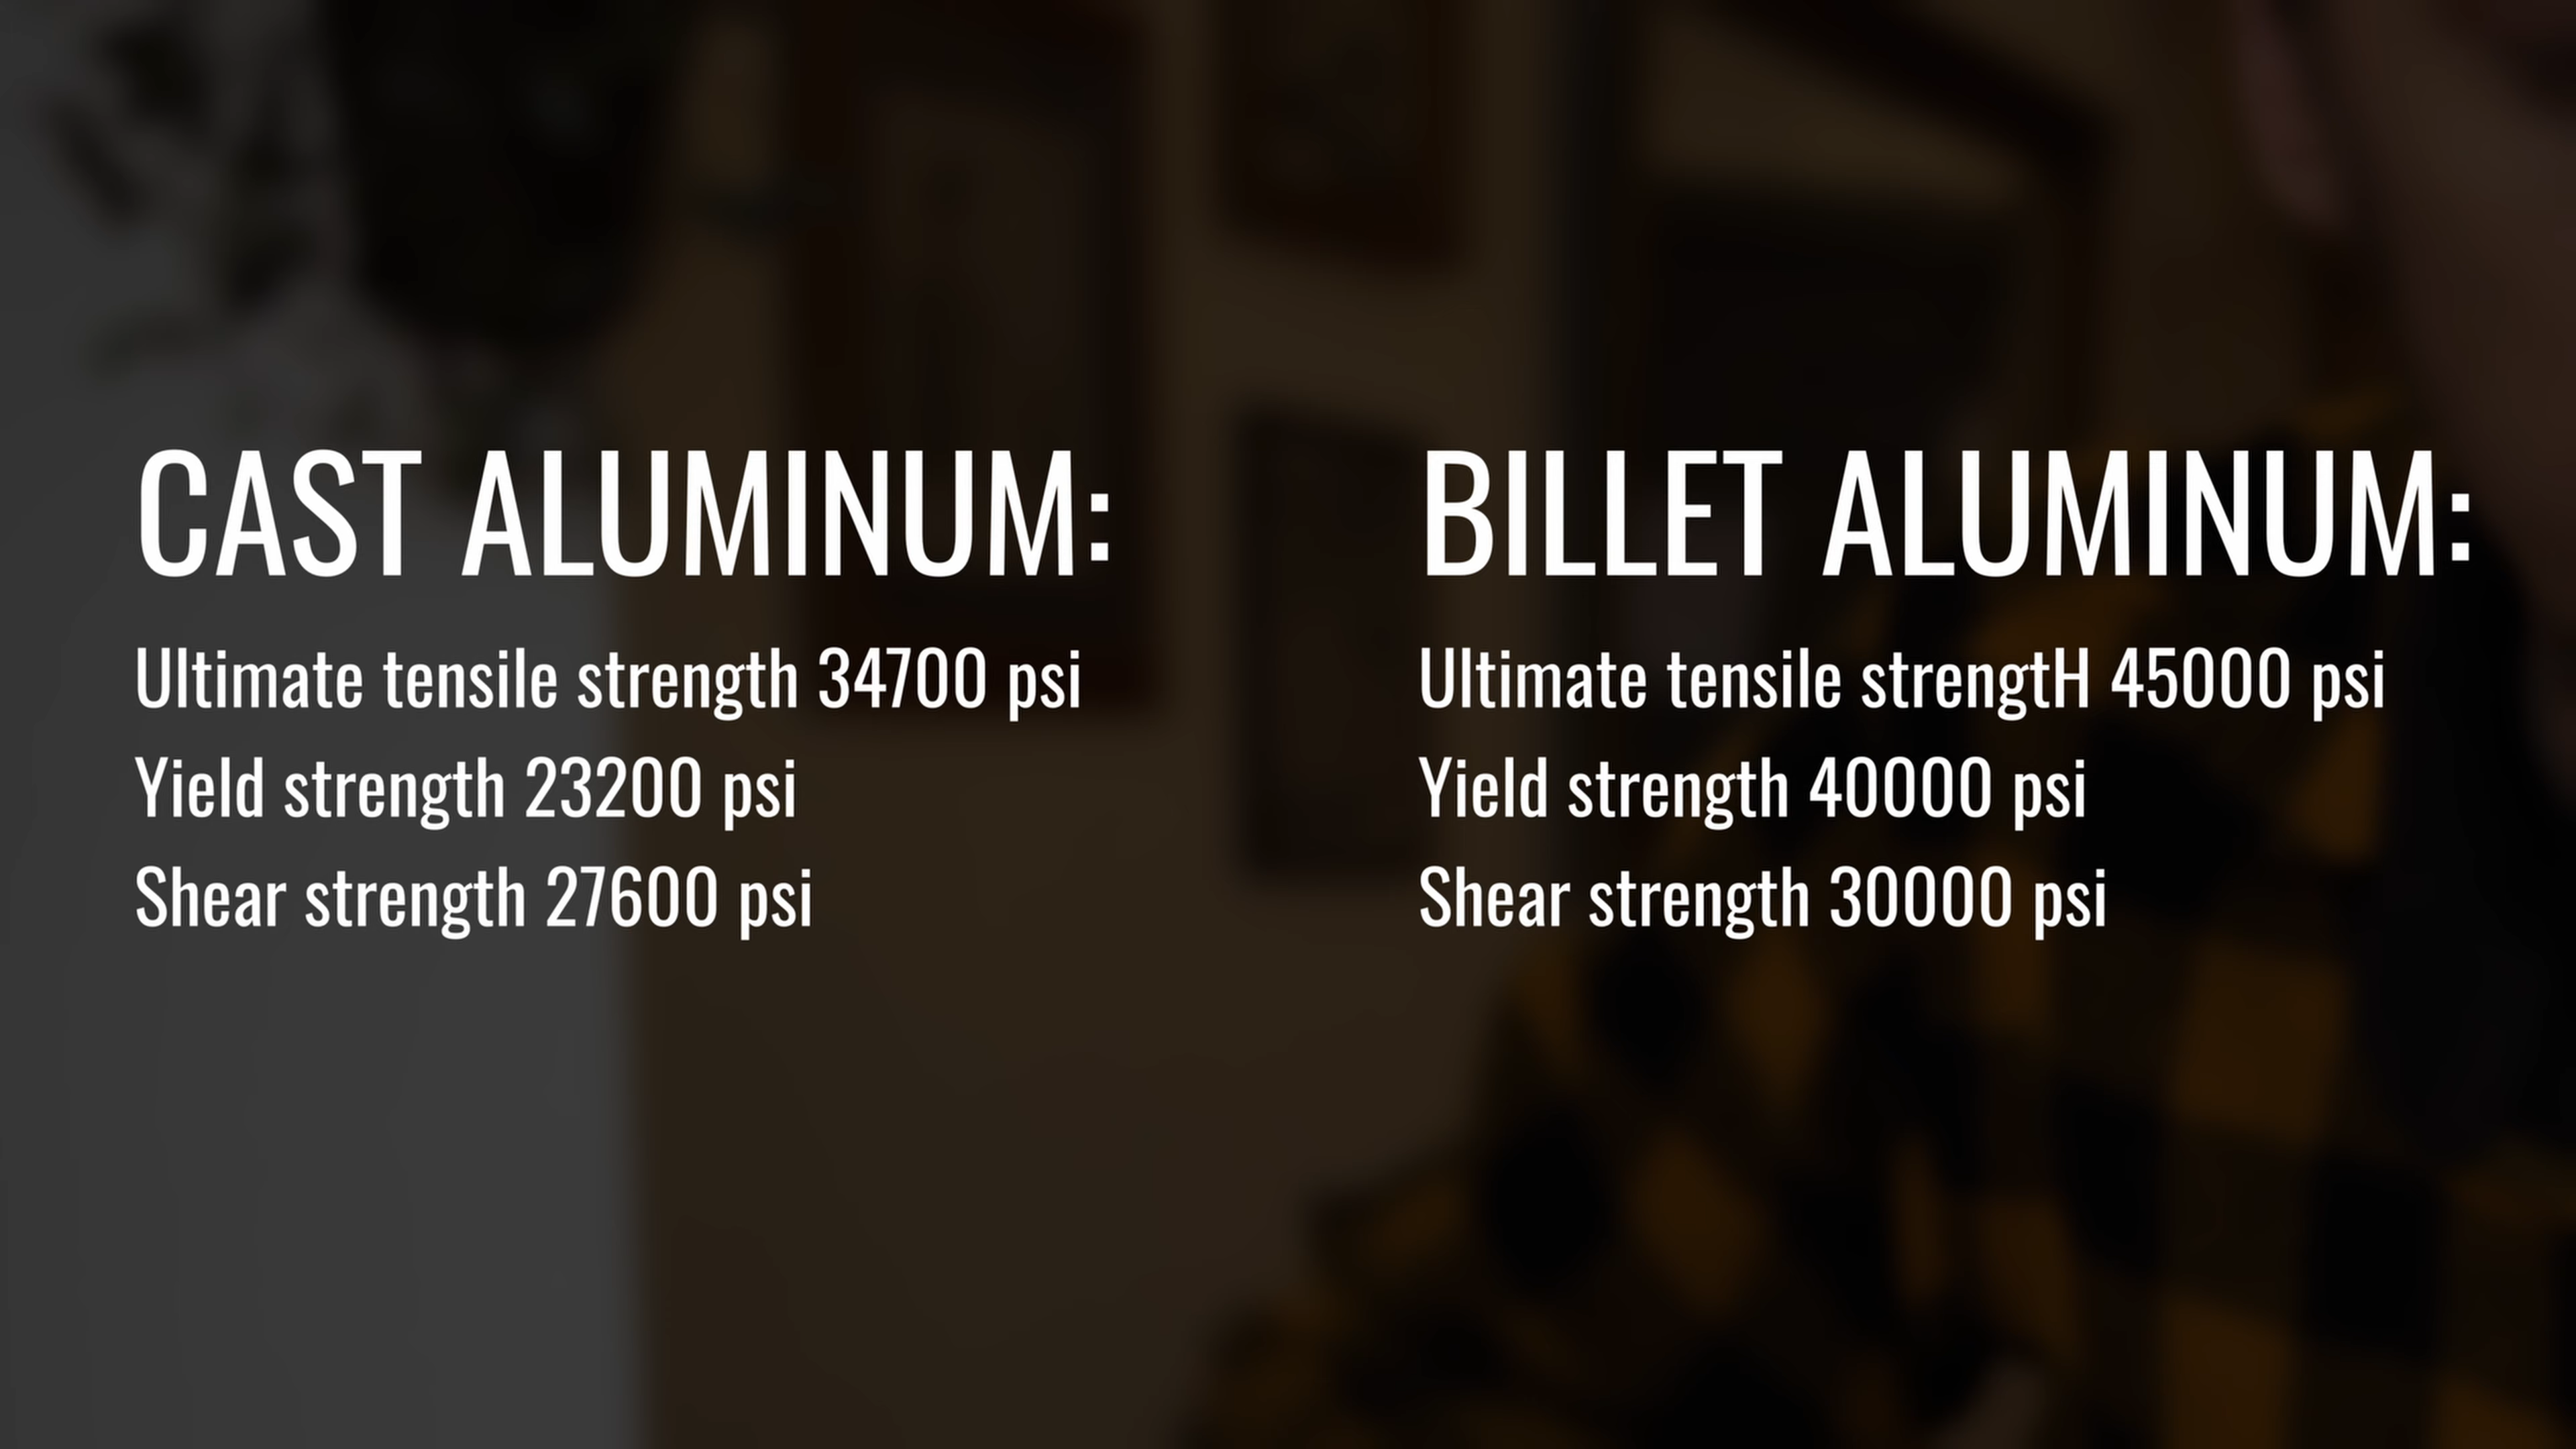 CAST ALUMINUM:
Ultimate tensile strength 34700 psi
Yield strength 23200 psi
Shear strength 27600 psi
BILLET ALUMINUM:
Ultimate tensile strengtH 45000 psi
Yield strength 40000 psi
Shear strength 30000 psi